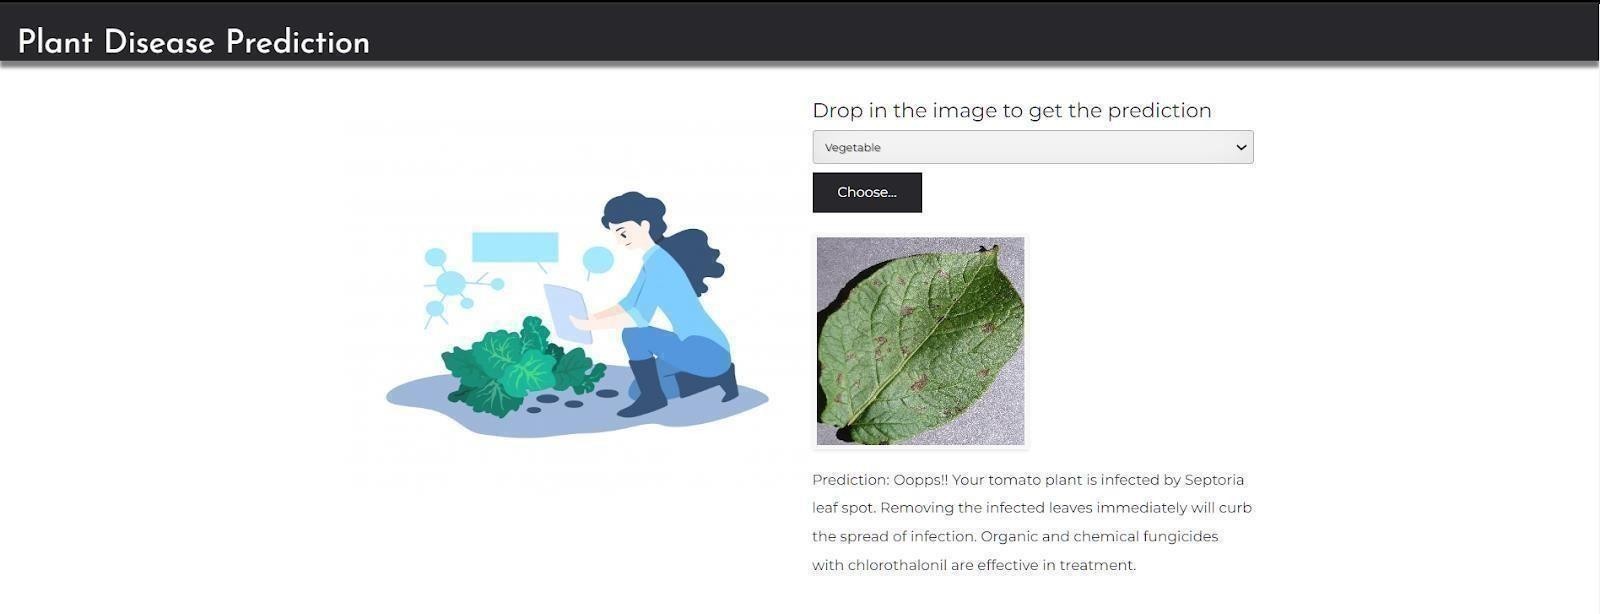 Plant Disease Prediction
Drop in the image to get the prediction
Vegetable
Choose...
Prediction: Oopps!! Your tomato plant is infected by Septoria
leaf spot. Removing the infected leaves immediately will curb
the spread of infection. Organic and chemical fungicides
with chlorothalonil are effective in treatment.